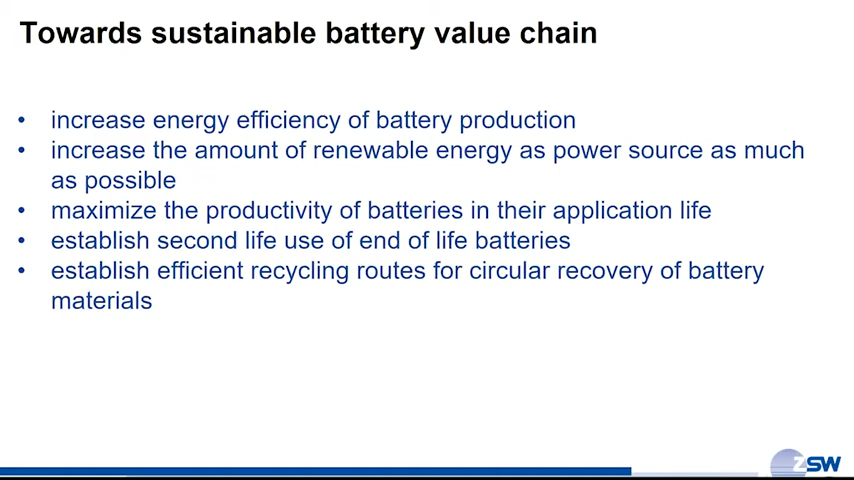 Towards sustainable battery value chain
• increase energy efficiency of battery production
• increase the amount of renewable energy as power source as much
as possible
• maximize the productivity of batteries in their application life
• establish second life use of end of life batteries
• establish efficient recycling routes for circular recovery of battery
materials
ZSW